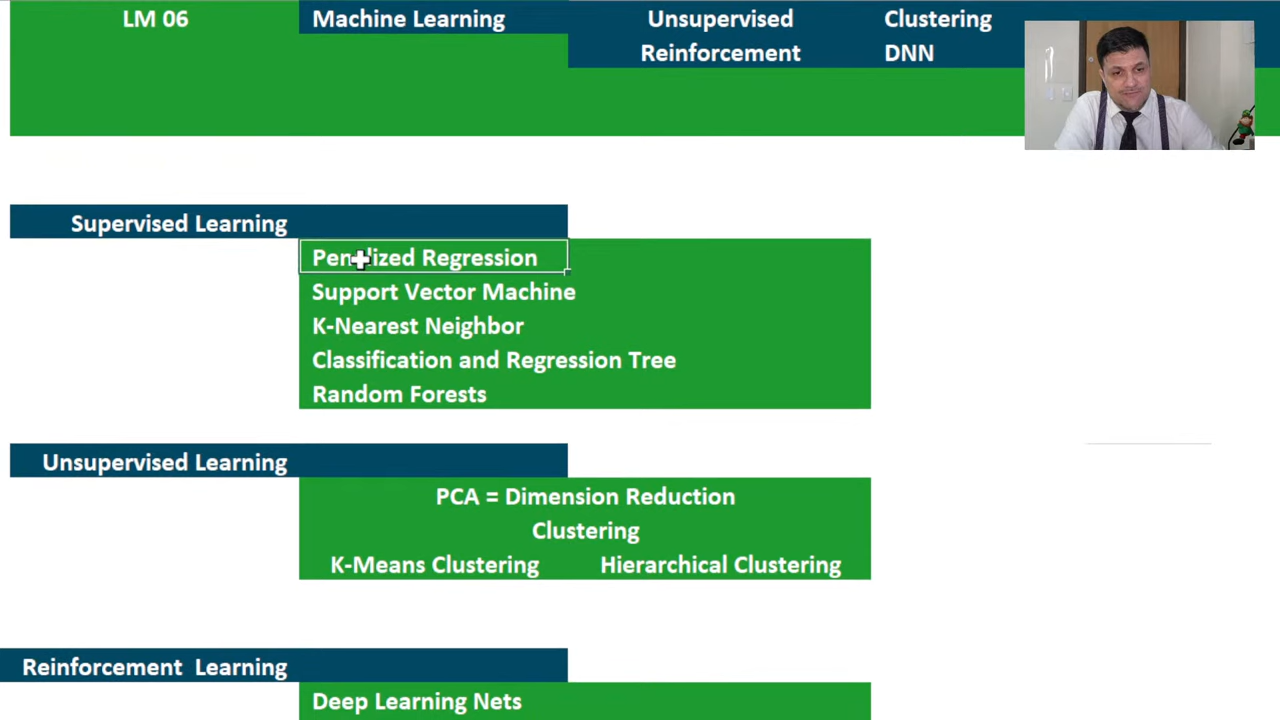 LM 06
Machine Learning
Unsupervised
Clustering
Reinforcement
DNN
Supervised Learning
Penalized Regression
Support Vector Machine
K-Nearest Neighbor
Classification and Regression Tree
Random Forests
Unsupervised Learning
PCA = Dimension Reduction
Clustering
K-Means Clustering
Hierarchical Clustering
Reinforcement Learning
Deep Learning Nets